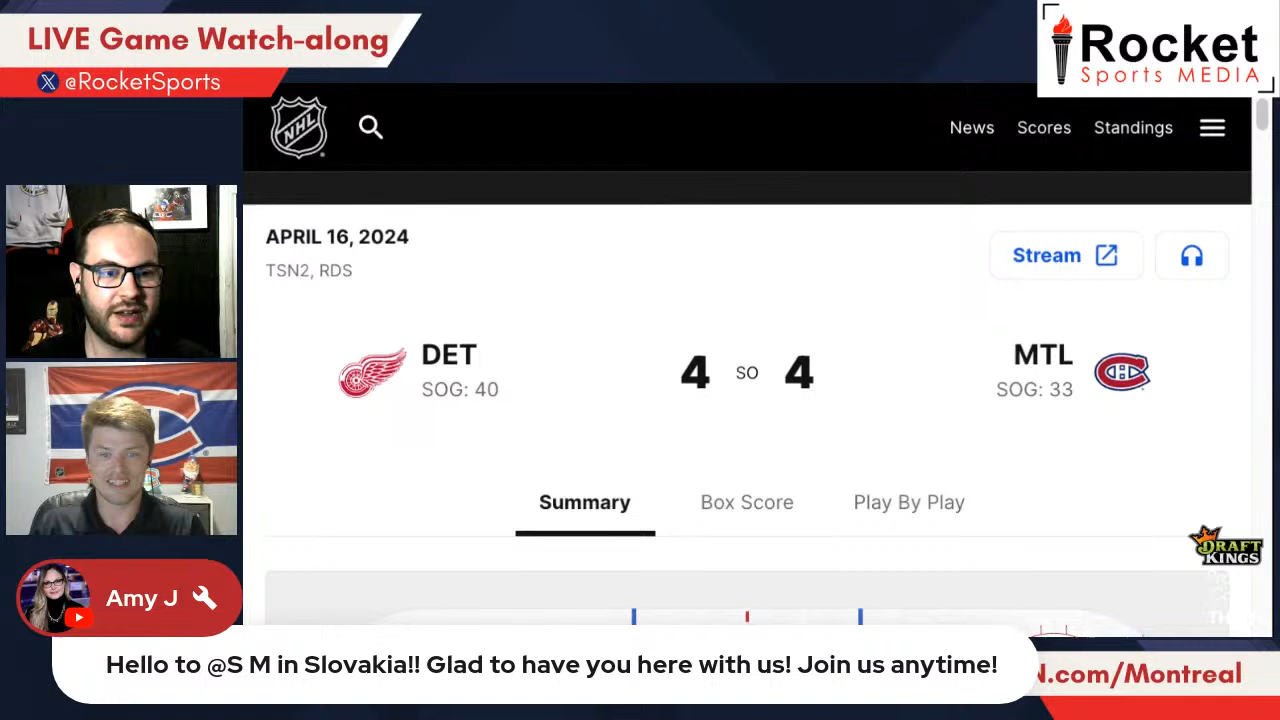 LIVE Game Watch-along
@RocketSports
Rocket
Sports MEDIA
NHL
News Scores Standings
APRIL 16, 2024
TSN2, RDS
Stream
DET
SOG: 40
4 SO 4
MTL
SOG: 33
Summary Box Score Play By Play
DRAFT
KINGS
Amy J
Hello to @S M in Slovakia!! Glad to have you here with us! Join us anytime!
N.com/Montreal